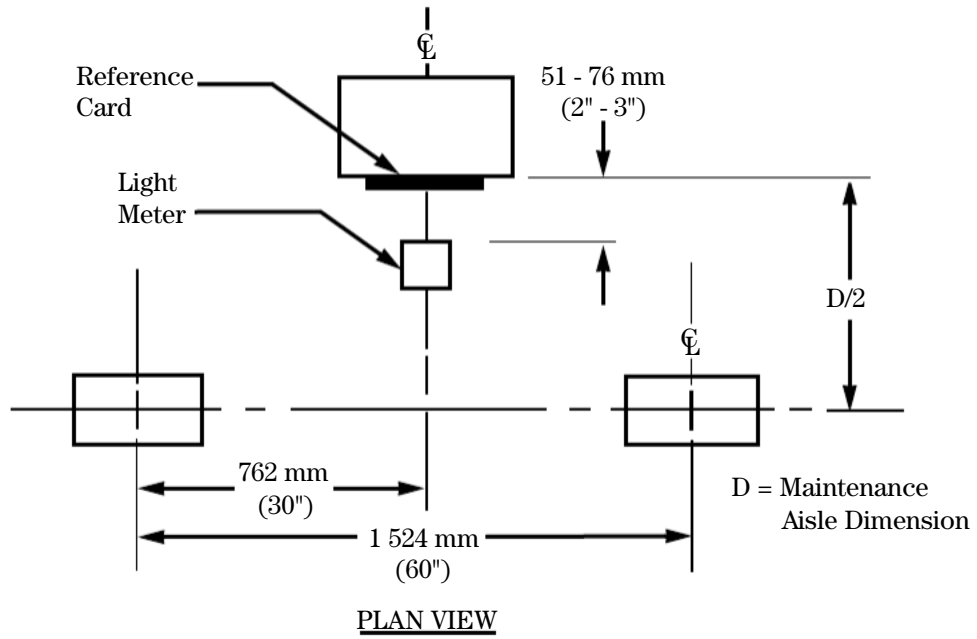 ℄
Reference
Card
51 - 76 mm
(2" - 3")
Light
Meter
D/2
℄
762 mm
(30")
D = Maintenance
Aisle Dimension
1 524 mm
(60")
PLAN VIEW